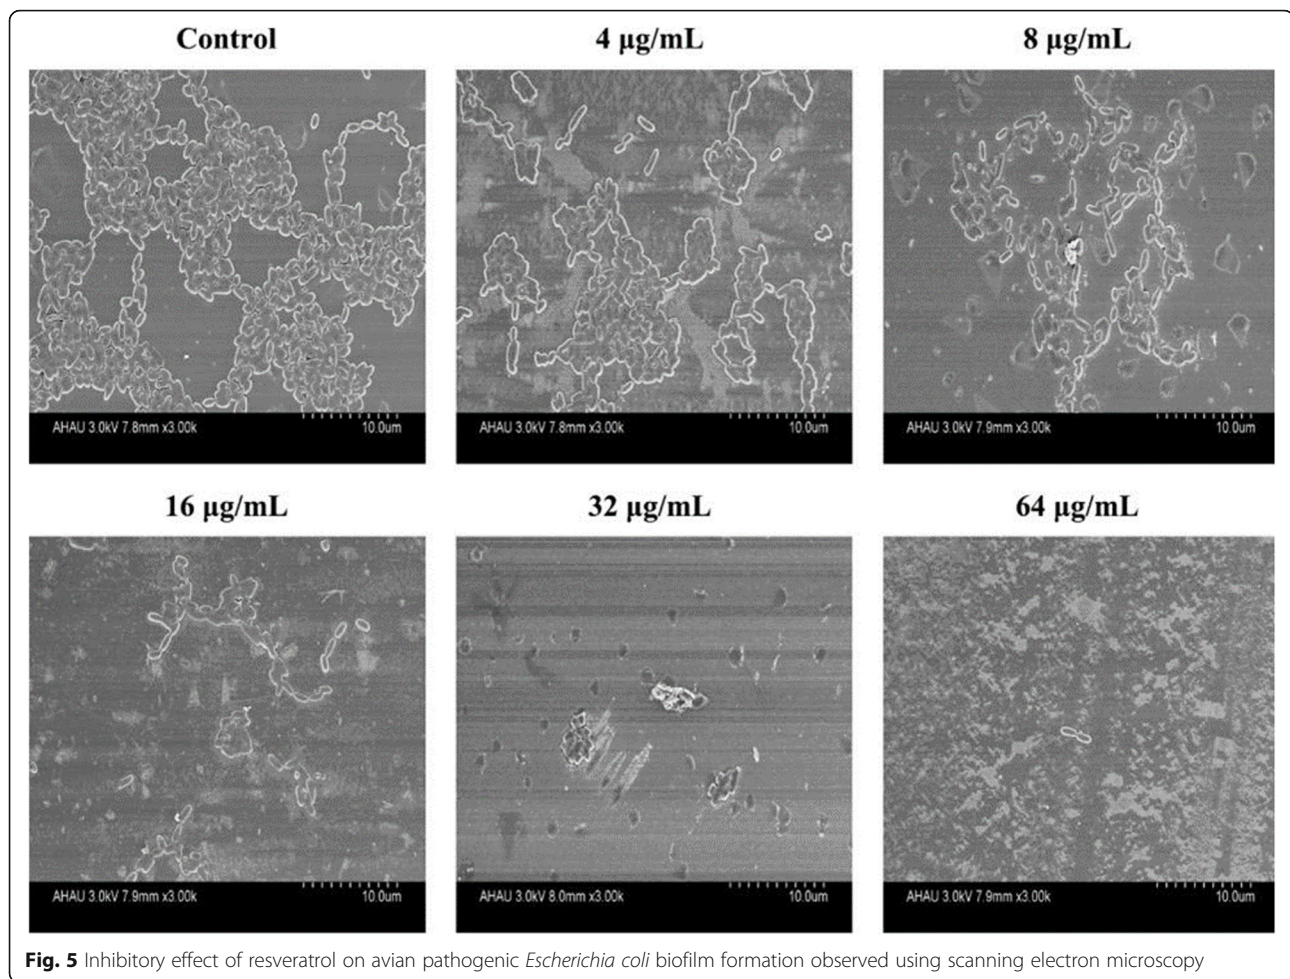 Control
4 µg/mL
8 µg/mL
AHAU 3.0kV 7.8mm x3.00k 10.0um
AHAU 3.0kV 7.8mm x3.00k 10.0um
AHAU 3.0kV 7.9mm x3.00k 10.0um
16 µg/mL
32 µg/mL
64 µg/mL
AHAU 3.0kV 7.9mm x3.00k 10.0um
AHAU 3.0kV 8.0mm x3.00k 10.0um
AHAU 3.0kV 7.9mm x3.00k 10.0um
Fig. 5 Inhibitory effect of resveratrol on avian pathogenic Escherichia coli biofilm formation observed using scanning electron microscopy